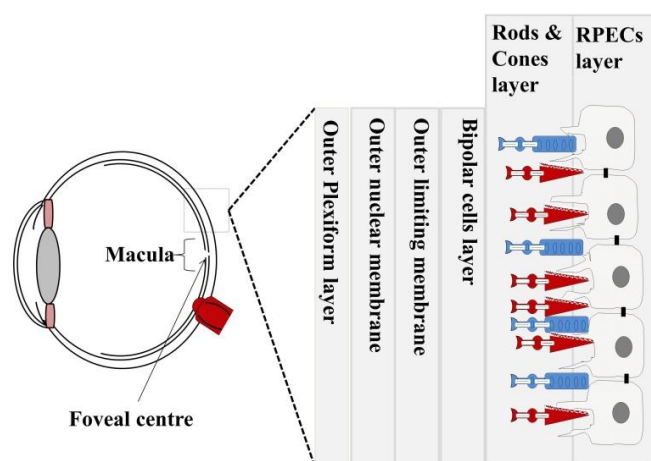 Rods &
Cones
layer
RPECs
layer
Macula
Foveal centre
Outer Plexiform layer
Outer nuclear membrane
Outer limiting membrane
Bipolar cells layer